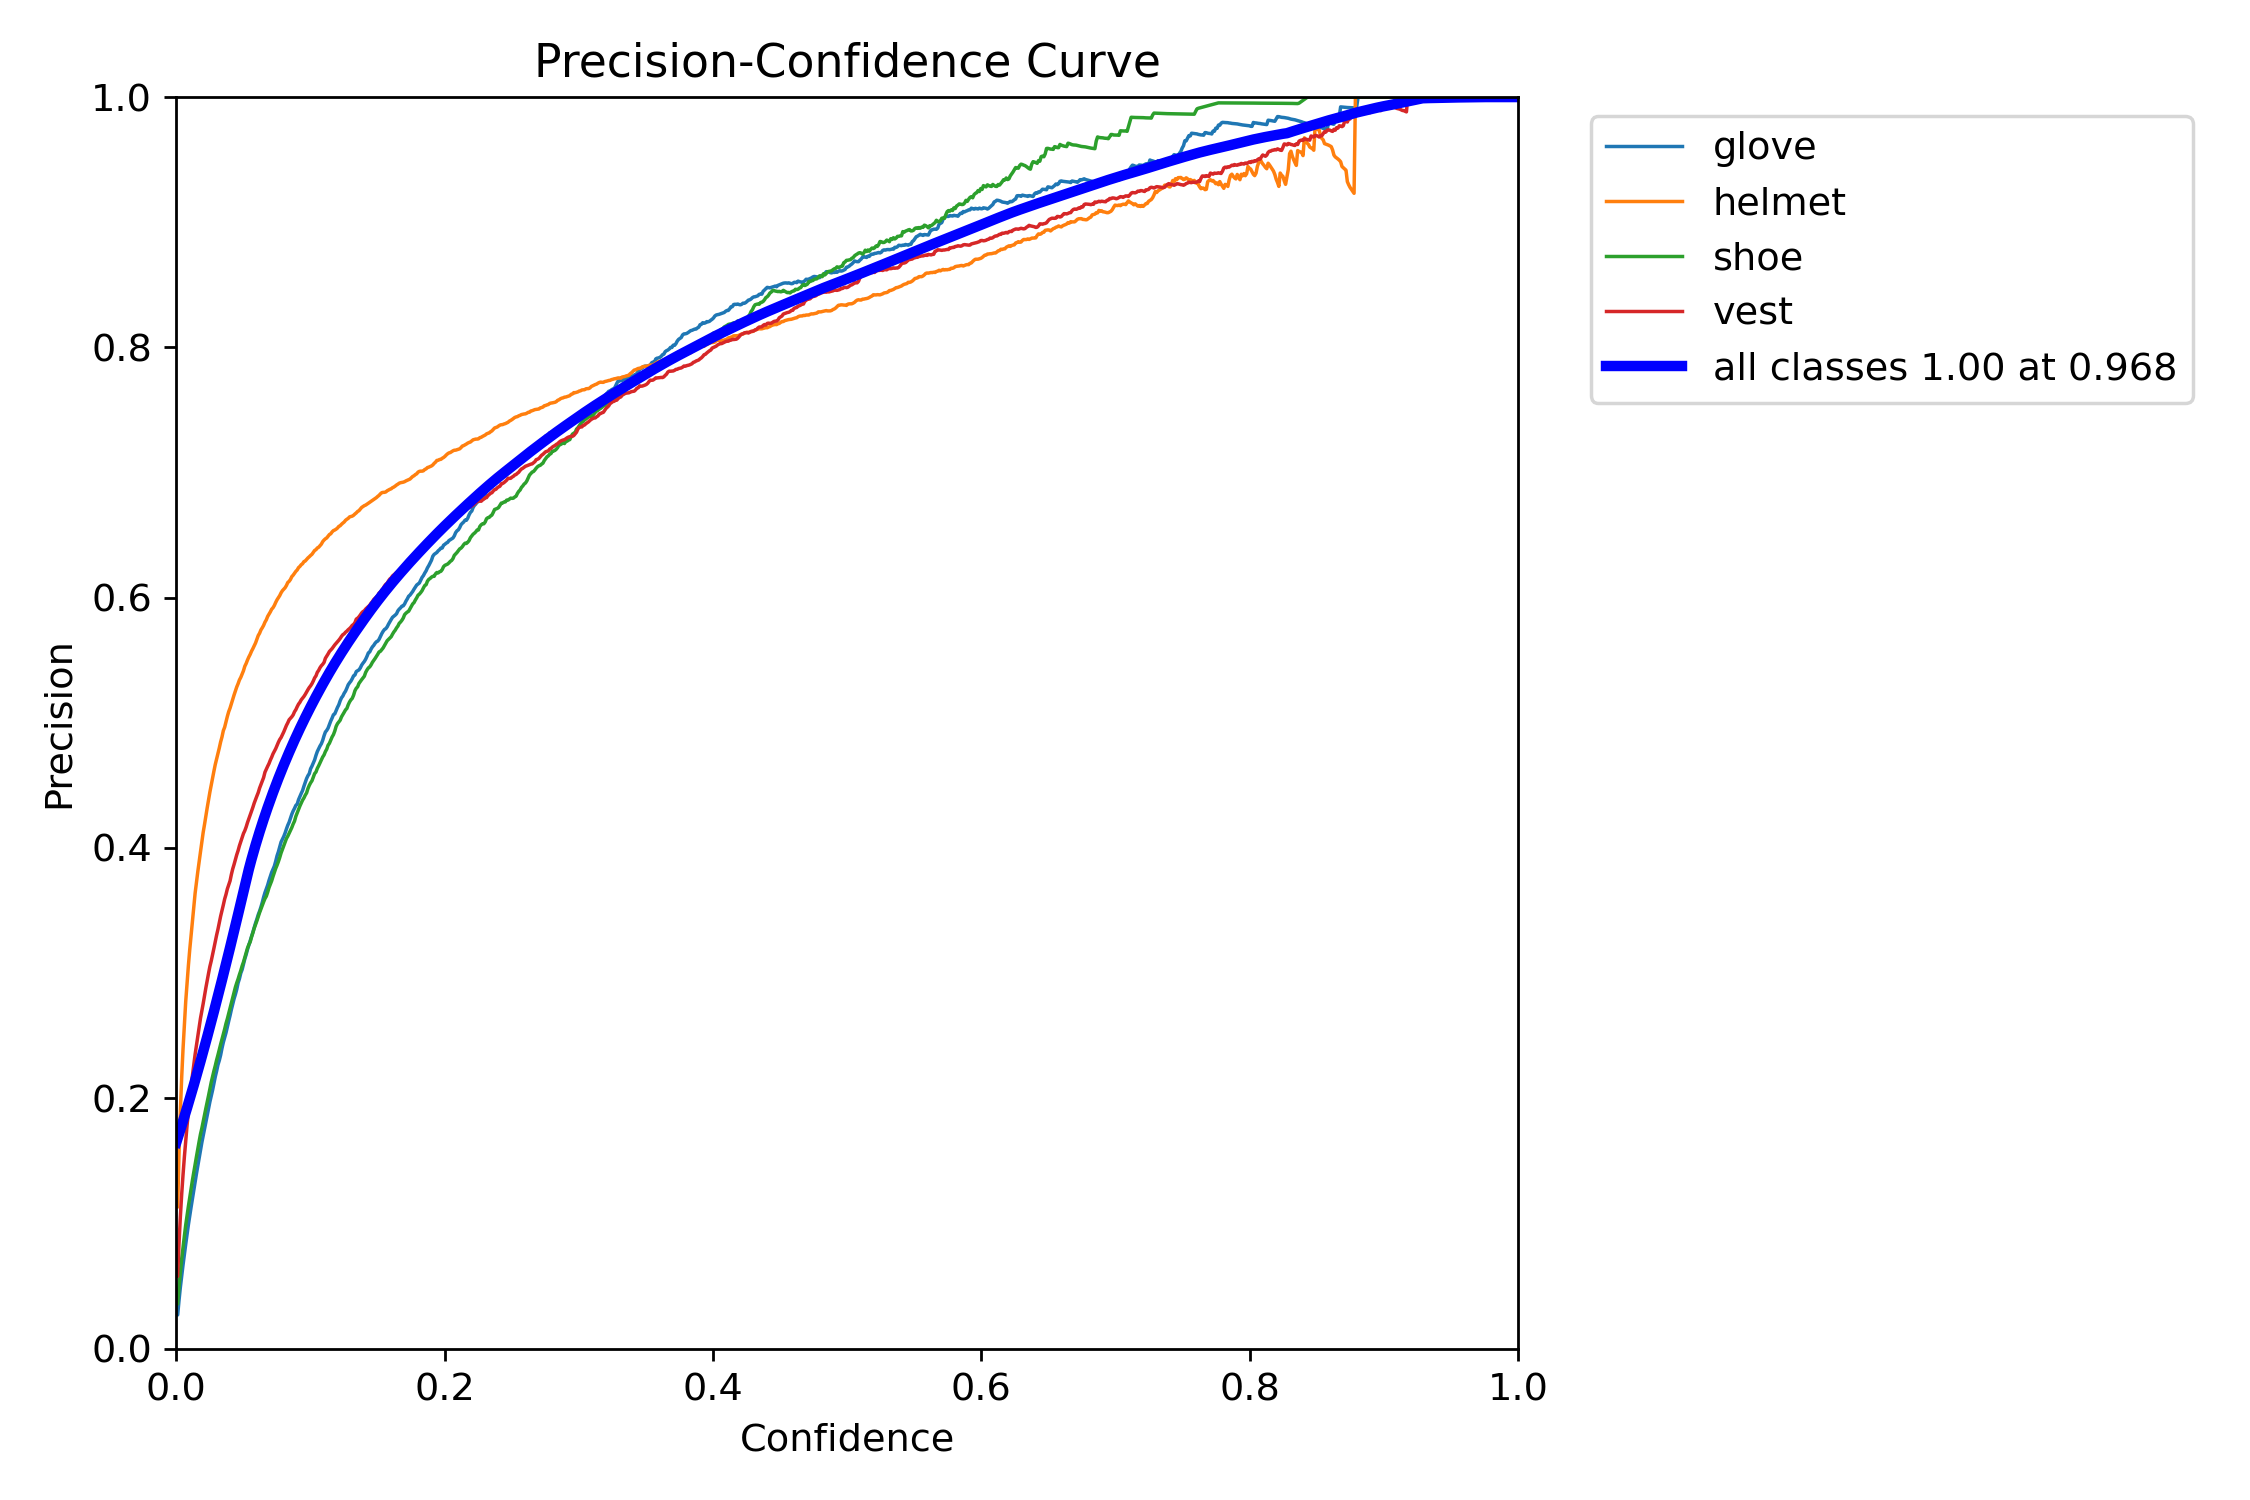 Precision-Confidence Curve
1.0
0.8
0.6
0.4
0.2
0.0
Precision
0.0 0.2 0.4 0.6 0.8 1.0
Confidence
glove
helmet
shoe
vest
all classes 1.00 at 0.968